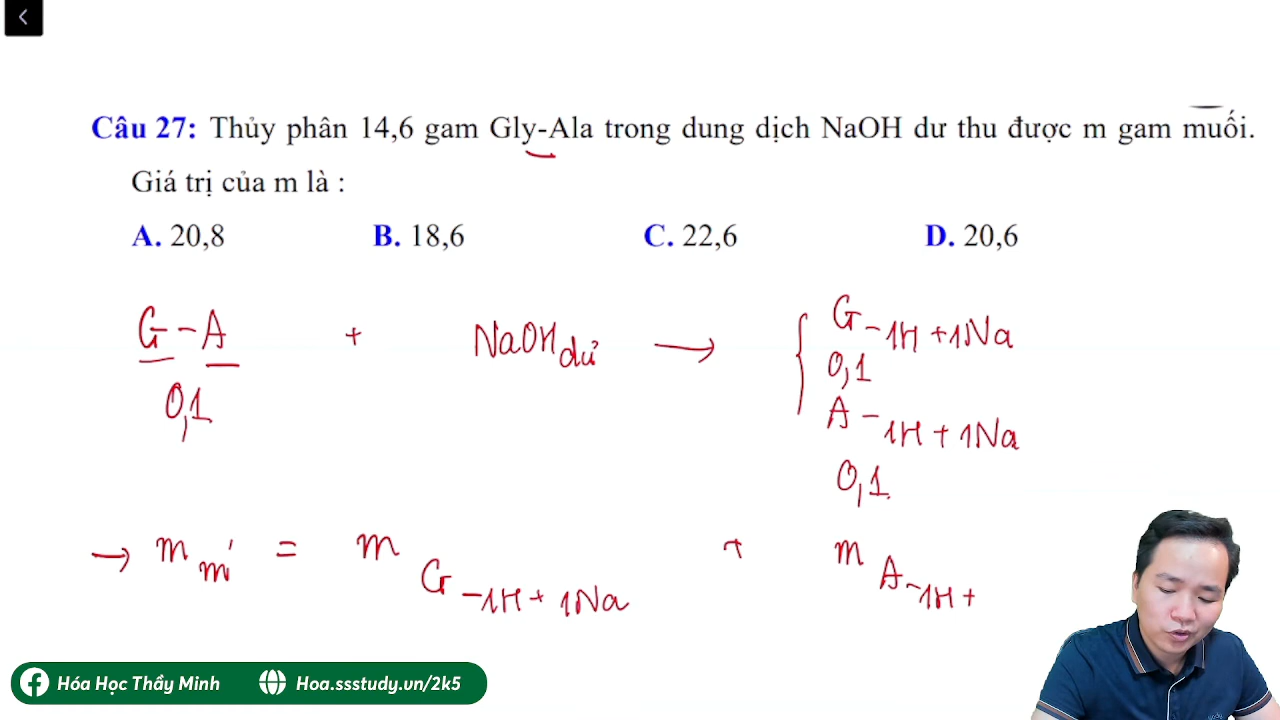 Câu 27: Thủy phân 14,6 gam Gly-Ala trong dung dịch NaOH dư thu được m gam muối.
Giá trị của m là :
A. 20,8 B. 18,6 C. 22,6 D. 20,6
G - A + NaOH dư → { G -1H +1Na
0,1
0,1
A -1H +1Na
0,1
→ m m' = m G -1H + 1Na + m A -1H +
Hóa Học Thầy Minh Hoa.ssstudy.vn/2k5